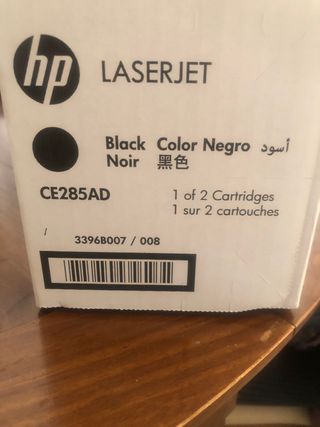 hp LASERJET
Black Color Negro أسود
Noir 黑色
CE285AD
1 of 2 Cartridges
1 sur 2 cartouches
/
3396B007 / 008